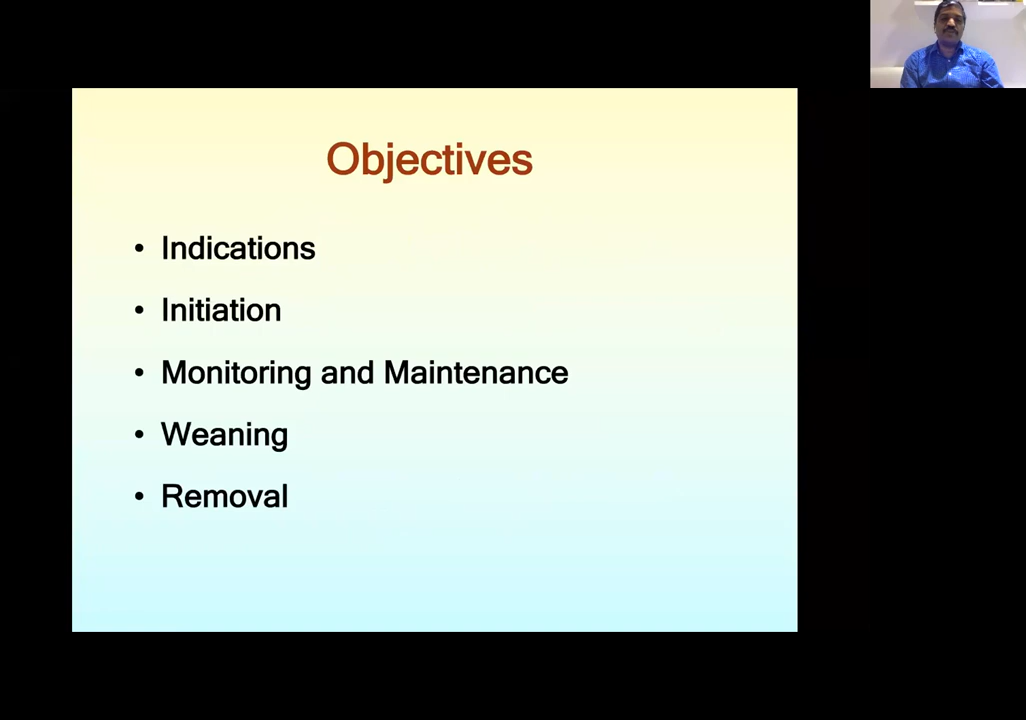 Objectives
• Indications
• Initiation
• Monitoring and Maintenance
• Weaning
• Removal